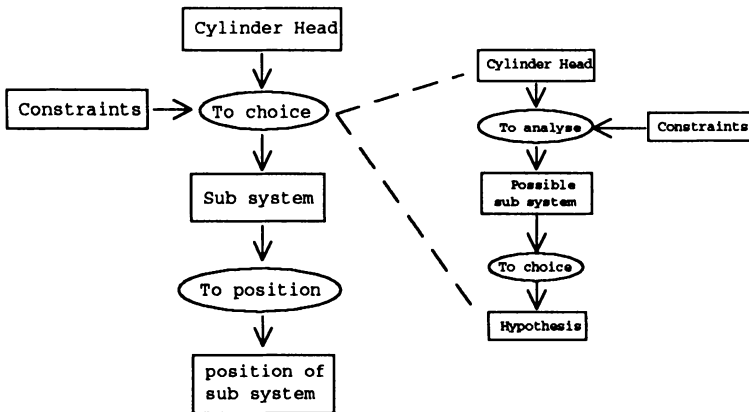 Cylinder Head
Constraints
To choice
Sub system
To position
position of
sub system
Cylinder Head
To analyse
Constraints
Possible
sub system
To choice
Hypothesis